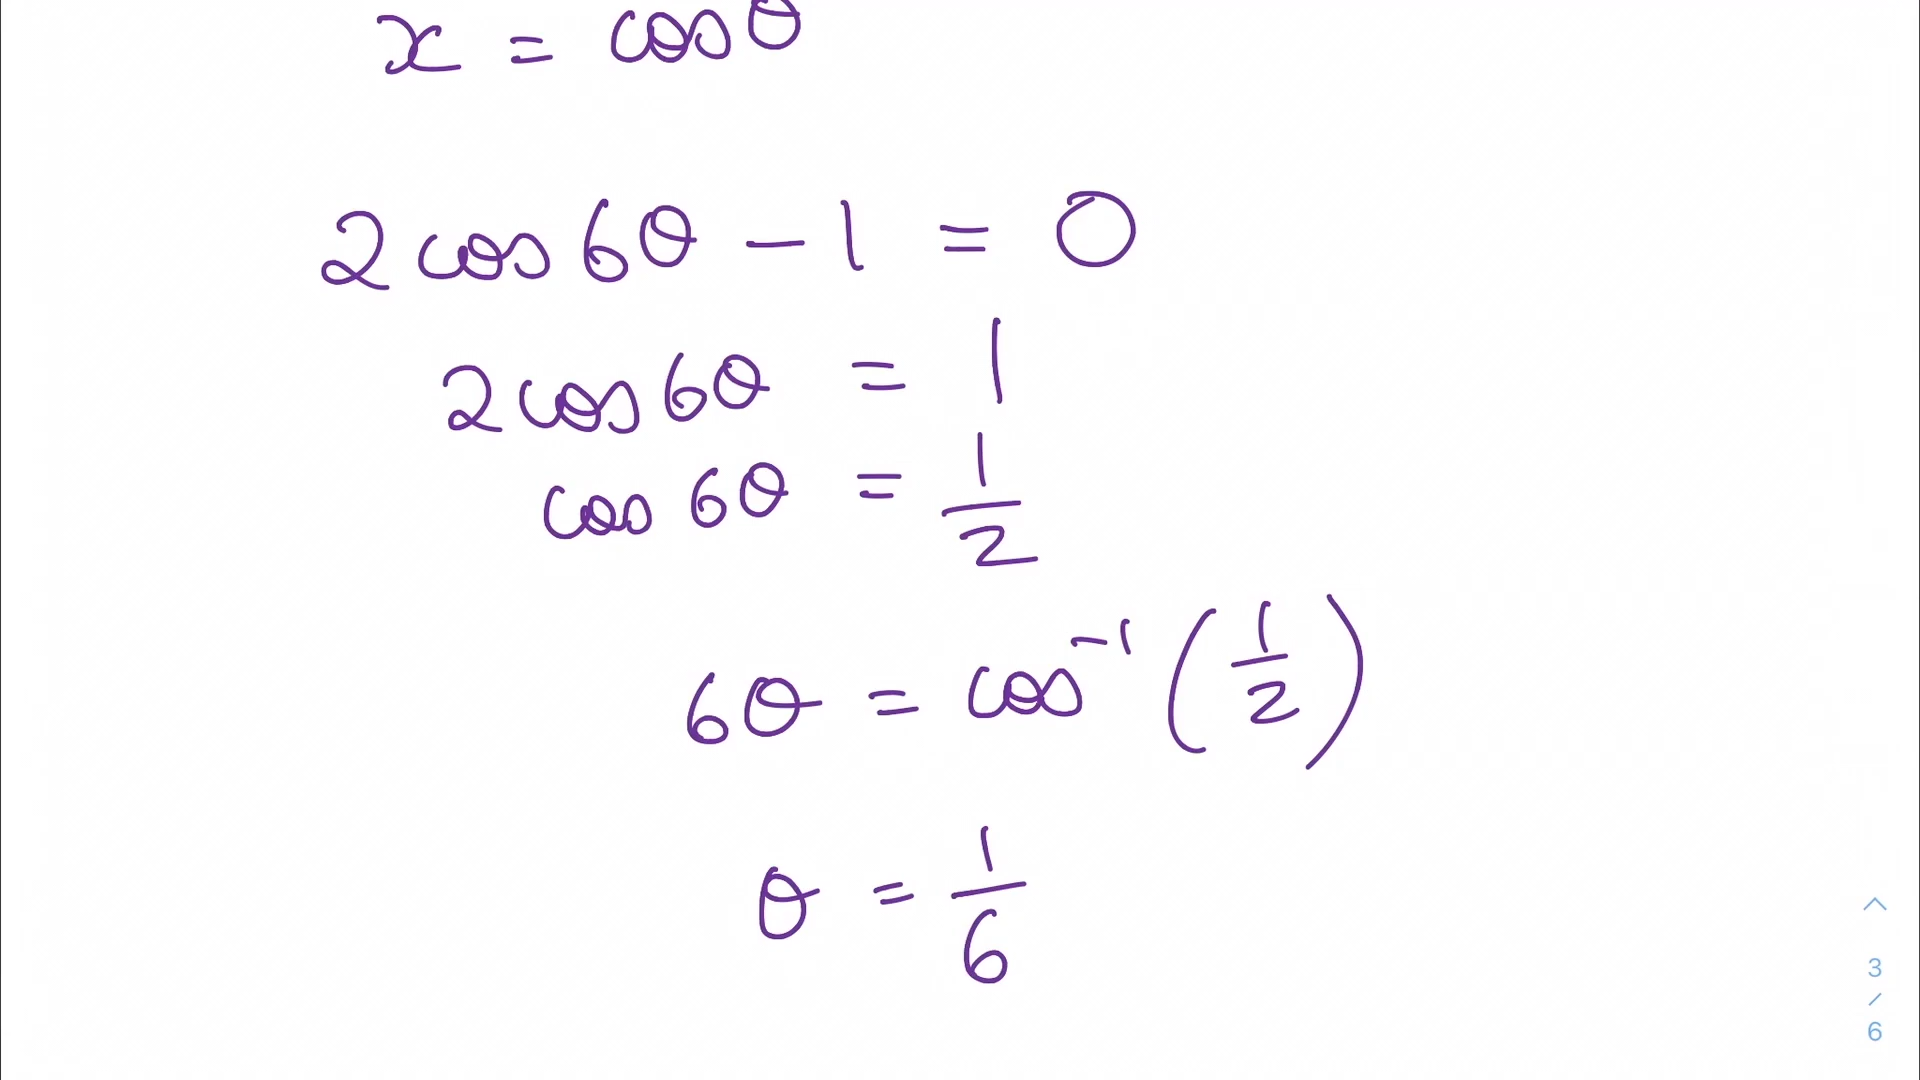 x = cosθ
2cos6θ - 1 = 0
2cos6θ = 1
cos6θ = 1/2
6θ = cos⁻¹(1/2)
θ = 1/6
3
/
6